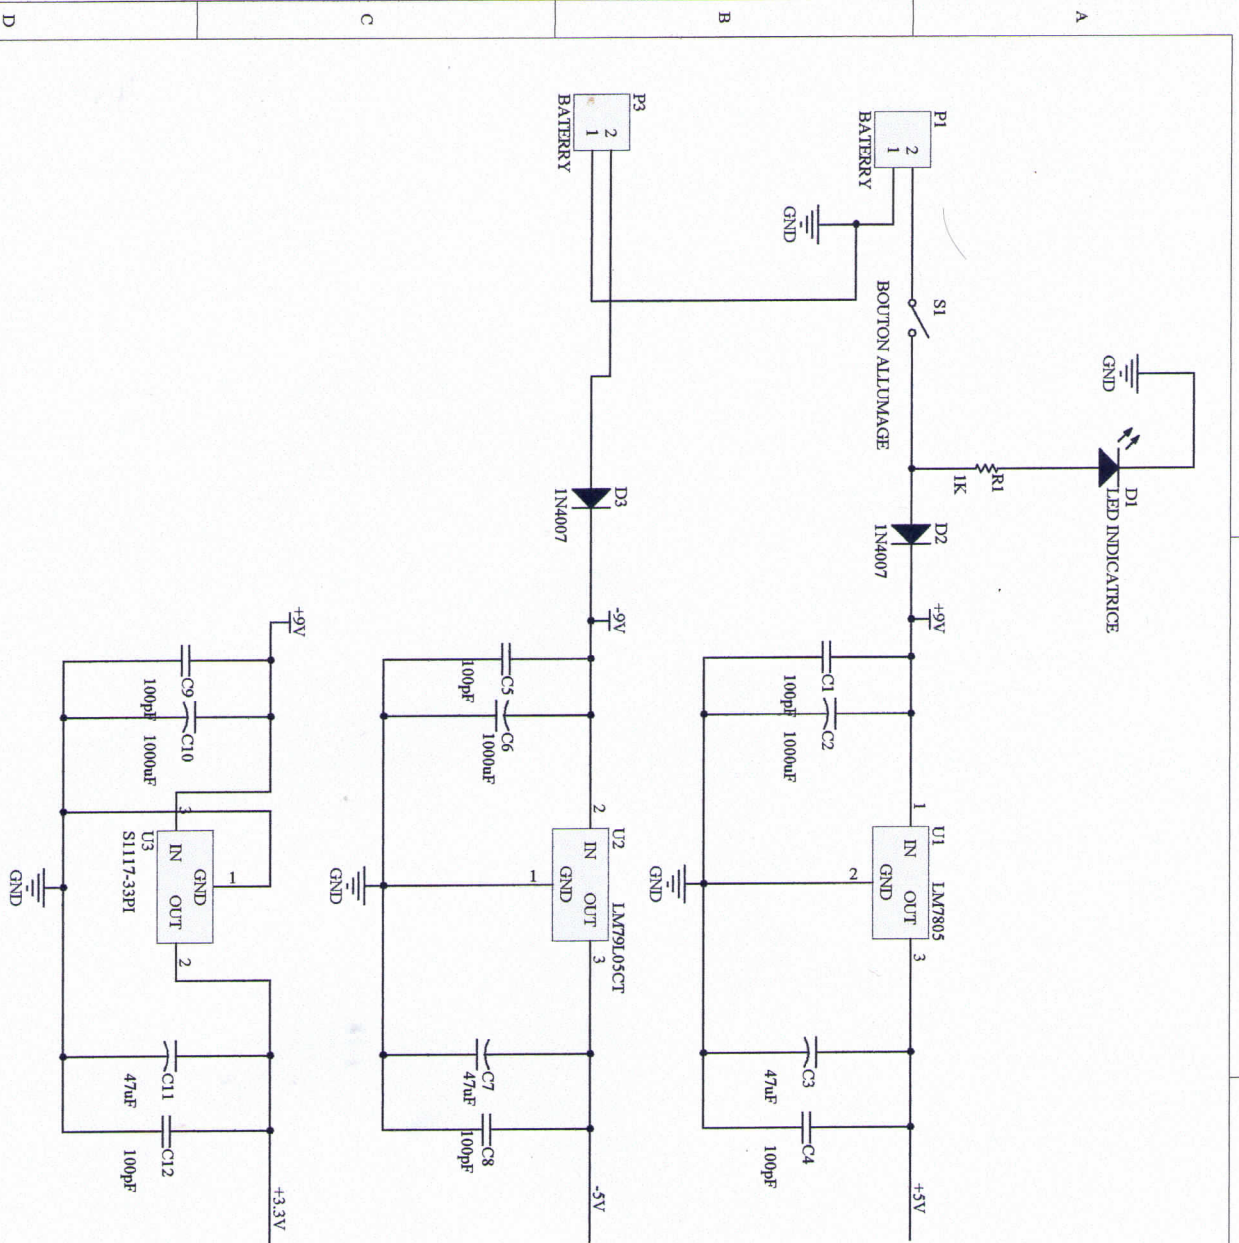 A
B
C
D
P1
2
1
BATERRY
GND
S1
BOUTON ALLUMAGE
GND
D1
LED INDICATRICE
R1
1K
D2
1N4007
+9V
C1
100pF
C2
1000uF
1
U1
LM7805
IN
OUT
GND
2
3
GND
C3
47uF
C4
100pF
+5V
P3
2
1
BATERRY
D3
1N4007
-9V
C5
100pF
C6
1000uF
2
U2
LM79L05CT
IN
OUT
GND
1
3
GND
C7
47uF
C8
100pF
-5V
+9V
C9
100pF
C10
1000uF
3
U3
S1117-33PI
IN
GND
OUT
1
2
GND
C11
47uF
C12
100pF
+3.3V